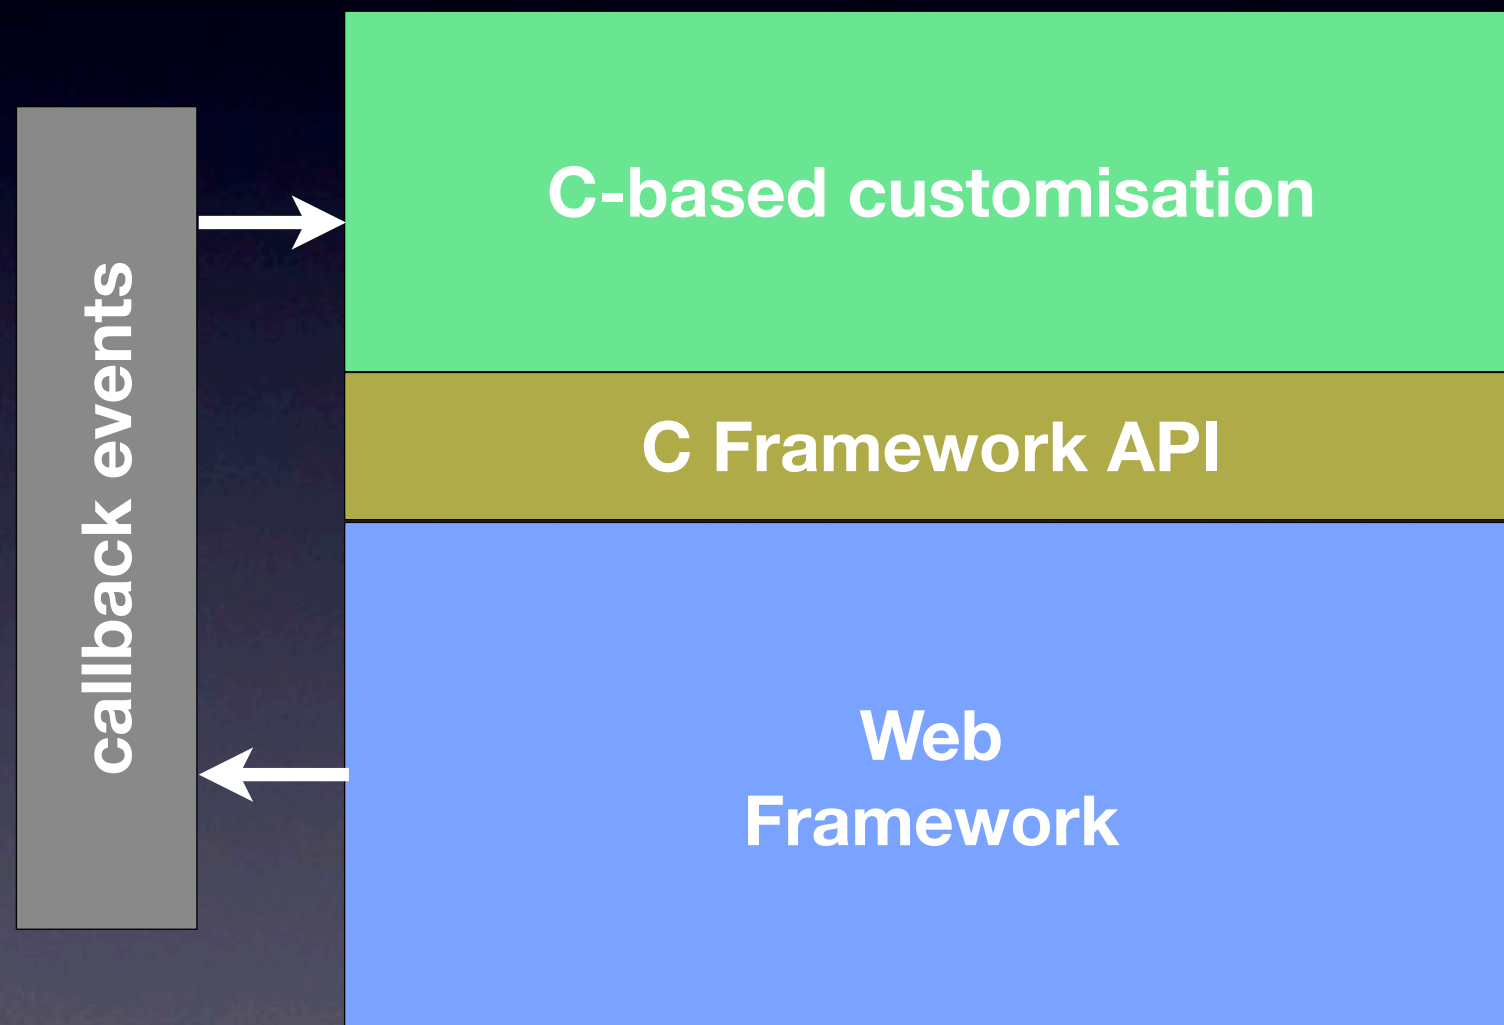 callback events
C-based customisation
C Framework API
Web
Framework